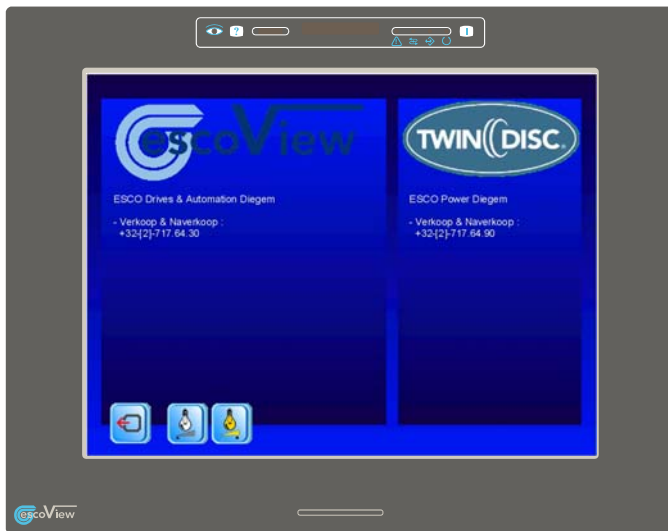 ?
escoView
TWIN DISC.
ESCO Drives & Automation Diegem
- Verkoop & Naverkoop :
+32-[2]-717.64.30
ESCO Power Diegem
- Verkoop & Naverkoop :
+32-[2]-717.64.90
escoView